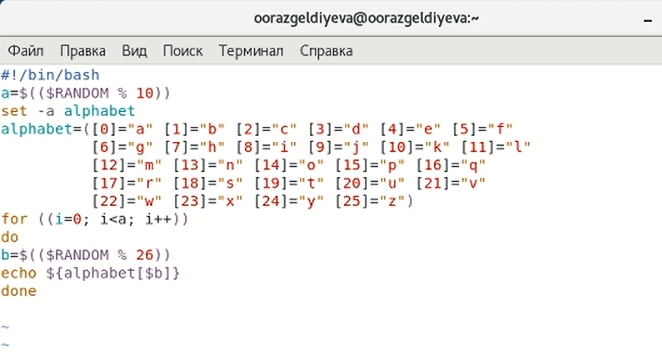 oorazgeldiyeva@oorazgeldiyeva:~
Файл Правка Вид Поиск Терминал Справка
#!/bin/bash
a=$(($RANDOM % 10))
set -a alphabet
alphabet=([0]="a" [1]="b" [2]="c" [3]="d" [4]="e" [5]="f"
[6]="g" [7]="h" [8]="i" [9]="j" [10]="k" [11]="l"
[12]="m" [13]="n" [14]="o" [15]="p" [16]="q"
[17]="r" [18]="s" [19]="t" [20]="u" [21]="v"
[22]="w" [23]="x" [24]="y" [25]="z")
for ((i=0; i<a; i++))
do
b=$(($RANDOM % 26))
echo ${alphabet[$b]}
done
~
~